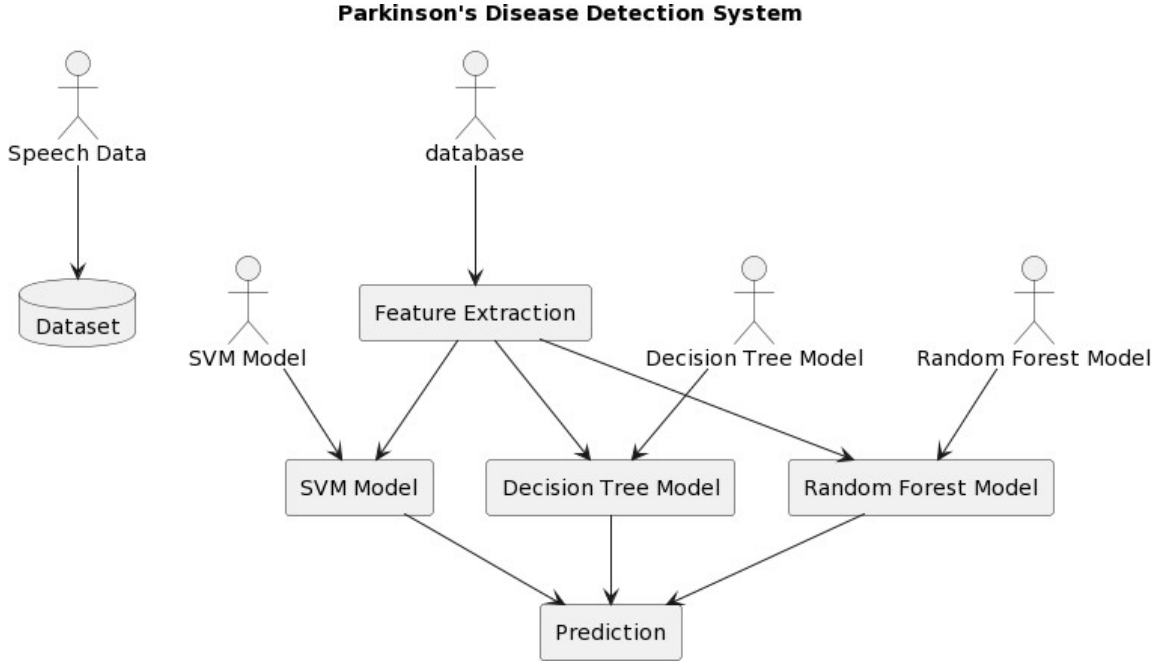 Parkinson's Disease Detection System
Speech Data
database
Dataset
Feature Extraction
SVM Model
Decision Tree Model
Random Forest Model
SVM Model
Decision Tree Model
Random Forest Model
Prediction